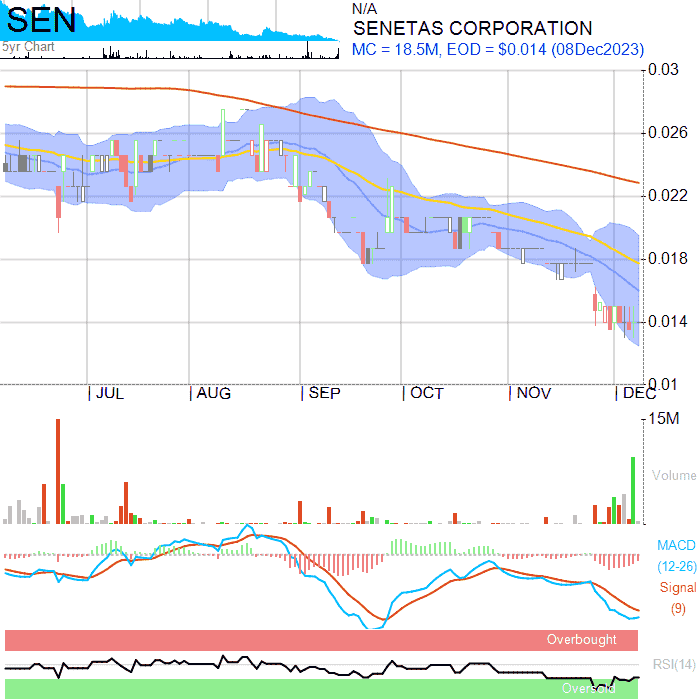 SEN
5yr Chart
N/A
SENETAS CORPORATION
MC = 18.5M, EOD = $0.014 (08Dec2023)
0.03
0.026
0.022
0.018
0.014
0.01
JUL AUG SEP OCT NOV DEC
15M
Volume
MACD
(12-26)
Signal
(9)
Overbought
RSI(14)
Oversold